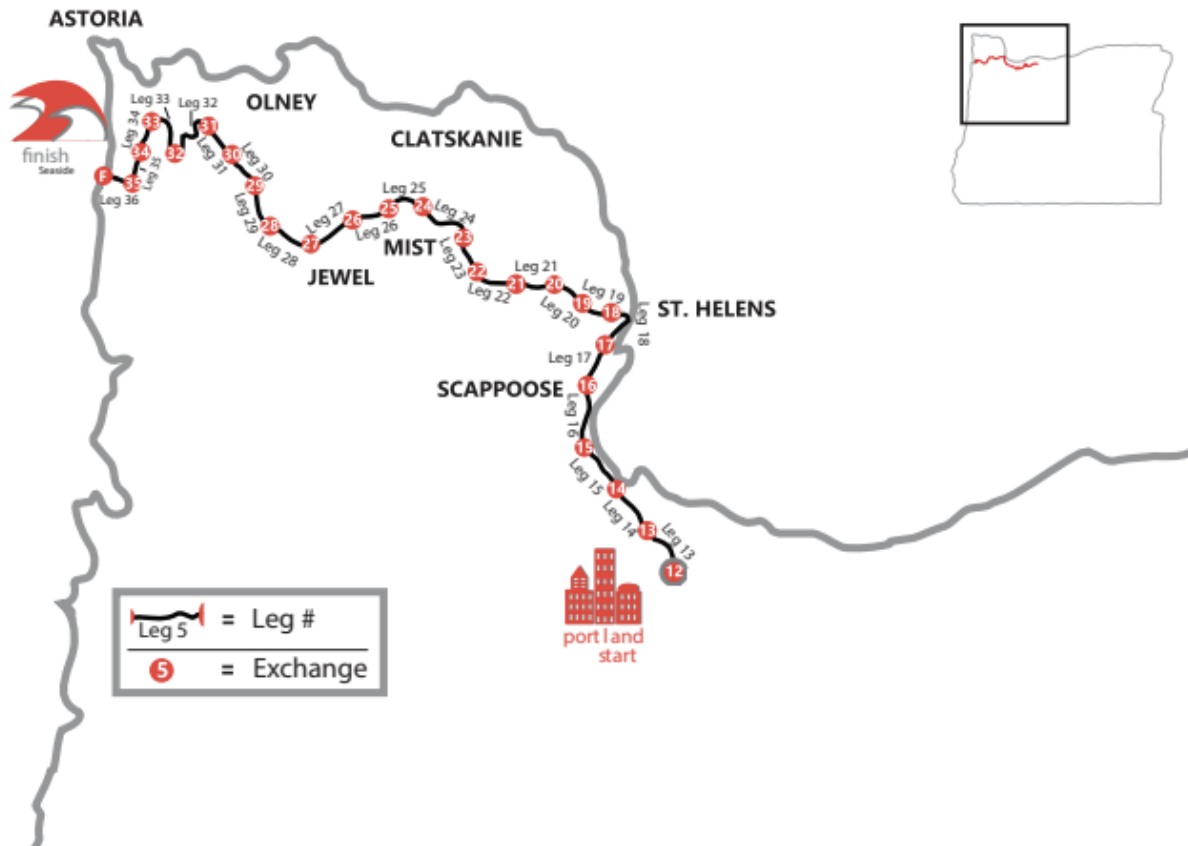 ASTORIA
OLNEY
CLATSKANIE
finish
Seaside
F
Leg 36
35
Leg 35
34
Leg 34
33
Leg 33
32
Leg 32
31
Leg 31
30
Leg 30
29
Leg 29
28
Leg 28
27
Leg 27
JEWEL
26
Leg 26
25
Leg 25
MIST
24
Leg 24
23
Leg 23
22
Leg 22
21
Leg 21
20
Leg 20
19
Leg 19
18
Leg 18
ST. HELENS
17
Leg 17
SCAPPOOSE
16
Leg 16
15
Leg 15
14
Leg 14
13
Leg 13
12
portland
start
Leg 5 = Leg #
5 = Exchange